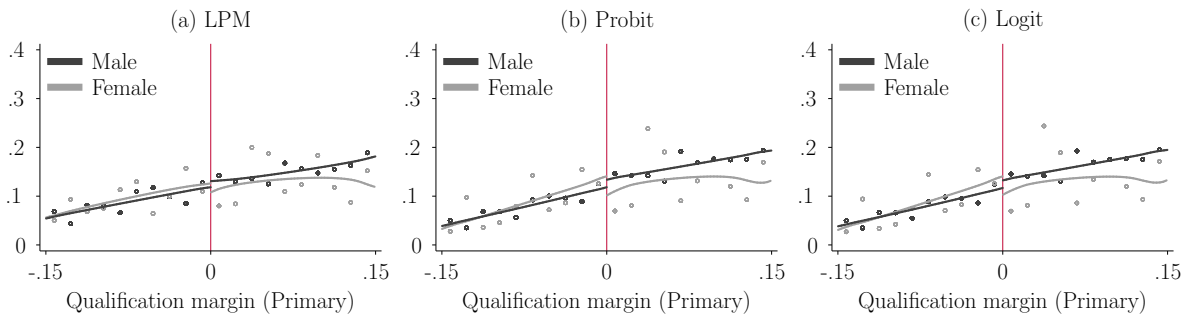 (a) LPM
.4
.3
.2
.1
0
Male
Female
-.15 0 .15
Qualification margin (Primary)
(b) Probit
.4
.3
.2
.1
0
Male
Female
-.15 0 .15
Qualification margin (Primary)
(c) Logit
.4
.3
.2
.1
0
Male
Female
-.15 0 .15
Qualification margin (Primary)